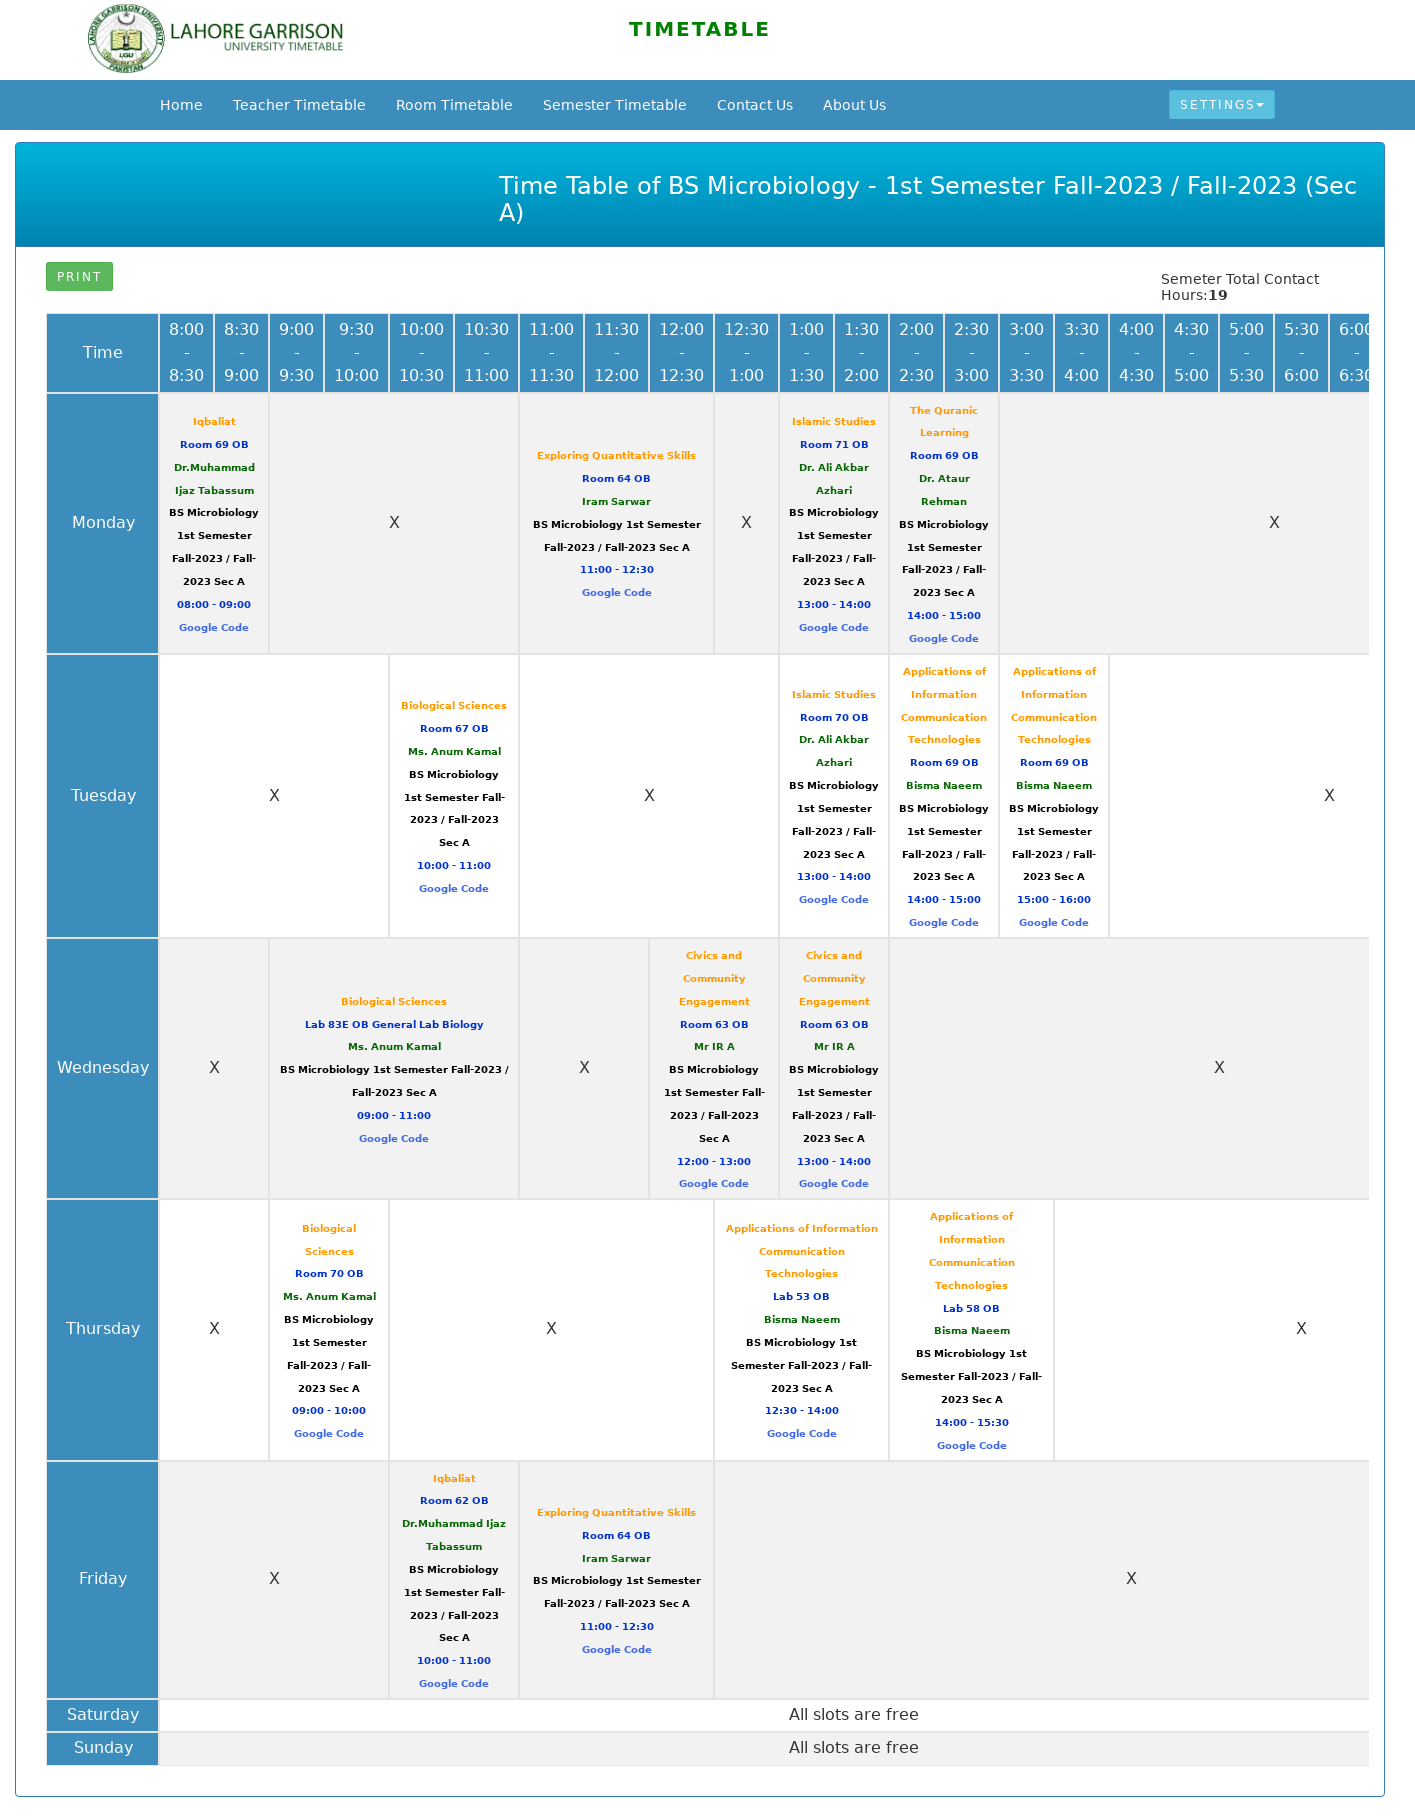 LAHORE GARRISON
UNIVERSITY TIMETABLE
TIMETABLE
Home Teacher Timetable Room Timetable Semester Timetable Contact Us About Us SETTINGS
Time Table of BS Microbiology - 1st Semester Fall-2023 / Fall-2023 (Sec
A)
PRINT
Semeter Total Contact
Hours:19
Time
8:00 - 8:30
8:30 - 9:00
9:00 - 9:30
9:30 - 10:00
10:00 - 10:30
10:30 - 11:00
11:00 - 11:30
11:30 - 12:00
12:00 - 12:30
12:30 - 1:00
1:00 - 1:30
1:30 - 2:00
2:00 - 2:30
2:30 - 3:00
3:00 - 3:30
3:30 - 4:00
4:00 - 4:30
4:30 - 5:00
5:00 - 5:30
5:30 - 6:00
6:00 - 6:30
Monday
Iqbaliat
Room 69 OB
Dr.Muhammad
Ijaz Tabassum
BS Microbiology
1st Semester
Fall-2023 / Fall-
2023 Sec A
08:00 - 09:00
Google Code
X
Exploring Quantitative Skills
Room 64 OB
Iram Sarwar
BS Microbiology 1st Semester
Fall-2023 / Fall-2023 Sec A
11:00 - 12:30
Google Code
X
Islamic Studies
Room 71 OB
Dr. Ali Akbar
Azhari
BS Microbiology
1st Semester
Fall-2023 / Fall-
2023 Sec A
13:00 - 14:00
Google Code
The Quranic
Learning
Room 69 OB
Dr. Ataur
Rehman
BS Microbiology
1st Semester
Fall-2023 / Fall-
2023 Sec A
14:00 - 15:00
Google Code
X
Tuesday
X
Biological Sciences
Room 67 OB
Ms. Anum Kamal
BS Microbiology
1st Semester Fall-
2023 / Fall-2023
Sec A
10:00 - 11:00
Google Code
X
Islamic Studies
Room 70 OB
Dr. Ali Akbar
Azhari
BS Microbiology
1st Semester
Fall-2023 / Fall-
2023 Sec A
13:00 - 14:00
Google Code
Applications of
Information
Communication
Technologies
Room 69 OB
Bisma Naeem
BS Microbiology
1st Semester
Fall-2023 / Fall-
2023 Sec A
14:00 - 15:00
Google Code
Applications of
Information
Communication
Technologies
Room 69 OB
Bisma Naeem
BS Microbiology
1st Semester
Fall-2023 / Fall-
2023 Sec A
15:00 - 16:00
Google Code
X
Wednesday
X
Biological Sciences
Lab 83E OB General Lab Biology
Ms. Anum Kamal
BS Microbiology 1st Semester Fall-2023 /
Fall-2023 Sec A
09:00 - 11:00
Google Code
X
Civics and
Community
Engagement
Room 63 OB
Mr IR A
BS Microbiology
1st Semester Fall-
2023 / Fall-2023
Sec A
12:00 - 13:00
Google Code
Civics and
Community
Engagement
Room 63 OB
Mr IR A
BS Microbiology
1st Semester
Fall-2023 / Fall-
2023 Sec A
13:00 - 14:00
Google Code
X
Thursday
X
Biological
Sciences
Room 70 OB
Ms. Anum Kamal
BS Microbiology
1st Semester
Fall-2023 / Fall-
2023 Sec A
09:00 - 10:00
Google Code
X
Applications of Information
Communication
Technologies
Lab 53 OB
Bisma Naeem
BS Microbiology 1st
Semester Fall-2023 / Fall-
2023 Sec A
12:30 - 14:00
Google Code
Applications of
Information
Communication
Technologies
Lab 58 OB
Bisma Naeem
BS Microbiology 1st
Semester Fall-2023 / Fall-
2023 Sec A
14:00 - 15:30
Google Code
X
Friday
X
Iqbaliat
Room 62 OB
Dr.Muhammad Ijaz
Tabassum
BS Microbiology
1st Semester Fall-
2023 / Fall-2023
Sec A
10:00 - 11:00
Google Code
Exploring Quantitative Skills
Room 64 OB
Iram Sarwar
BS Microbiology 1st Semester
Fall-2023 / Fall-2023 Sec A
11:00 - 12:30
Google Code
X
Saturday
All slots are free
Sunday
All slots are free